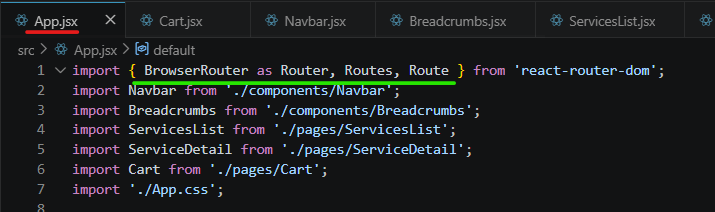 App.jsx Cart.jsx Navbar.jsx Breadcrumbs.jsx ServicesList.jsx
src > App.jsx > default
1 import { BrowserRouter as Router, Routes, Route } from 'react-router-dom';
2 import Navbar from './components/Navbar';
3 import Breadcrumbs from './components/Breadcrumbs';
4 import ServicesList from './pages/ServicesList';
5 import ServiceDetail from './pages/ServiceDetail';
6 import Cart from './pages/Cart';
7 import './App.css';
8